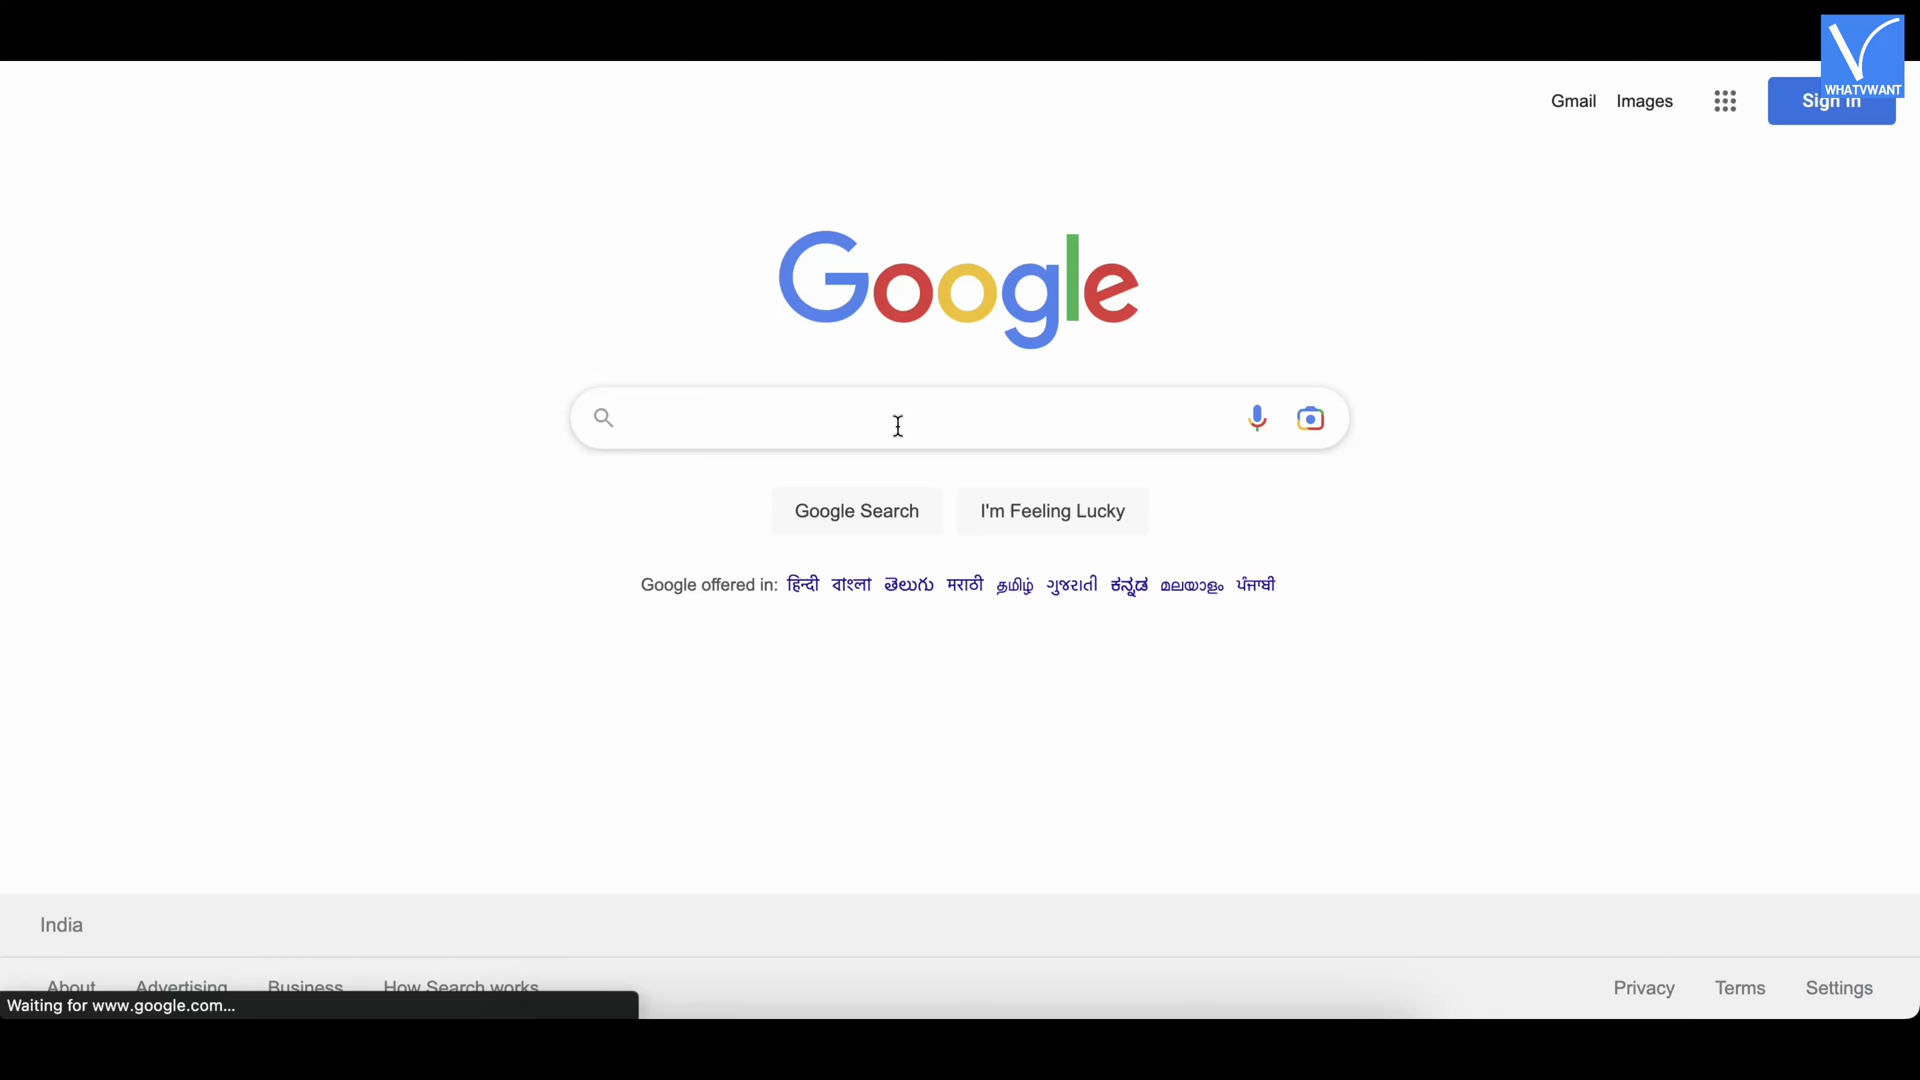 WHATVWANT
Gmail Images Sign in
Google
Google Search I'm Feeling Lucky
Google offered in: हिन्दी বাংলা తెలుగు मराठी தமிழ் ગુજરાતી ಕನ್ನಡ മലയാളം ਪੰਜਾਬੀ
India
About Advertising Business How Search works Privacy Terms Settings
Waiting for www.google.com...